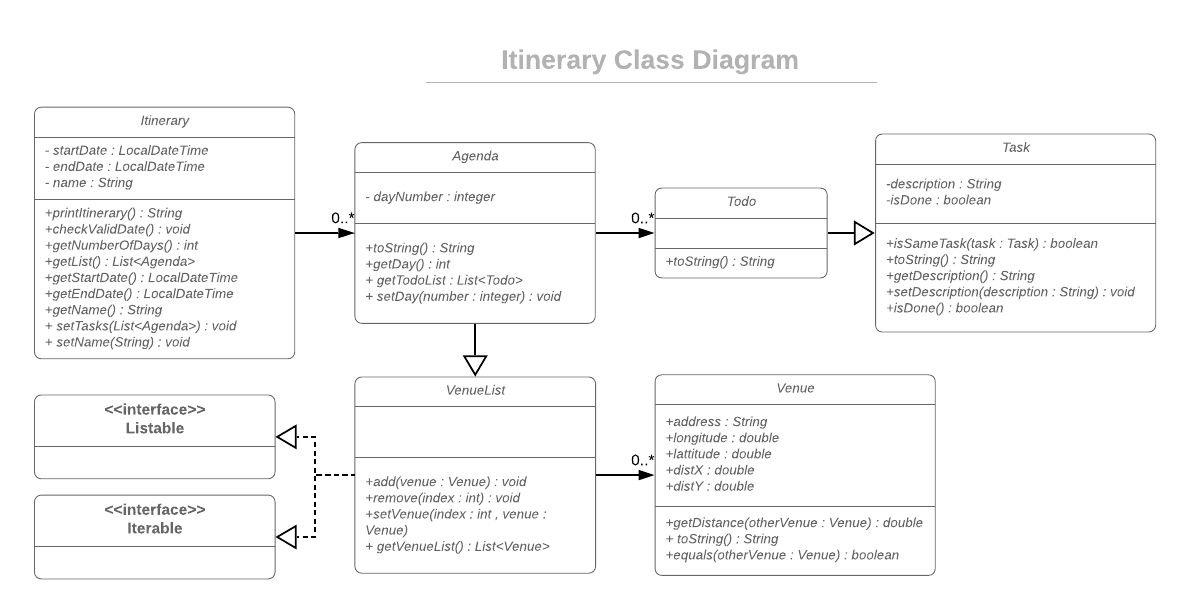 Itinerary Class Diagram
Itinerary
- startDate : LocalDateTime
- endDate : LocalDateTime
- name : String
+printItinerary() : String
+checkValidDate() : void
+getNumberOfDays() : int
+getList() : List<Agenda>
+getStartDate() : LocalDateTime
+getEndDate() : LocalDateTime
+getName() : String
+ setTasks(List<Agenda>) : void
+ setName(String) : void
0..*
Agenda
- dayNumber : integer
+toString() : String
+getDay() : int
+ getTodoList : List<Todo>
+ setDay(number : integer) : void
0..*
Todo
+toString() : String
Task
-description : String
-isDone : boolean
+isSameTask(task : Task) : boolean
+toString() : String
+getDescription() : String
+setDescription(description : String) : void
+isDone() : boolean
<<interface>>
Listable
<<interface>>
Iterable
VenueList
+add(venue : Venue) : void
+remove(index : int) : void
+setVenue(index : int , venue :
Venue)
+ getVenueList() : List<Venue>
0..*
Venue
+address : String
+longitude : double
+lattitude : double
+distX : double
+distY : double
+getDistance(otherVenue : Venue) : double
+ toString() : String
+equals(otherVenue : Venue) : boolean